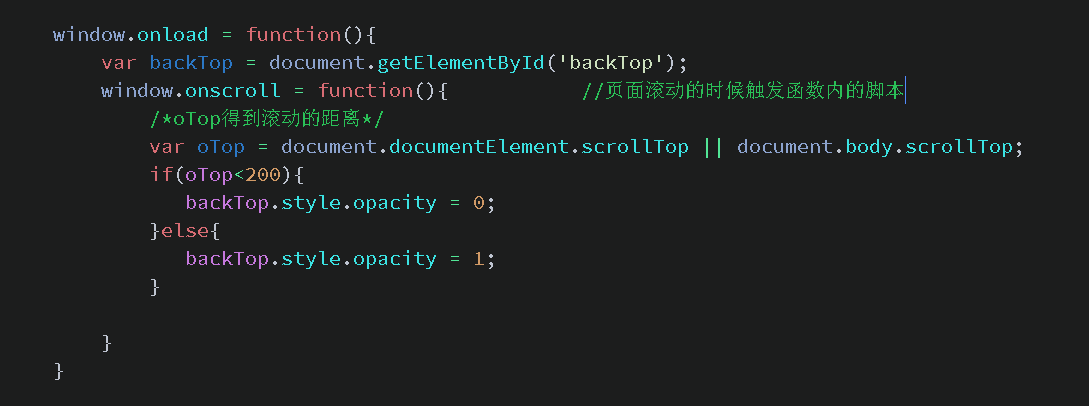 window.onload = function(){
var backTop = document.getElementById('backTop');
window.onscroll = function(){ //页面滚动的时候触发函数内的脚本
/*oTop得到滚动的距离*/
var oTop = document.documentElement.scrollTop || document.body.scrollTop;
if(oTop<200){
backTop.style.opacity = 0;
}else{
backTop.style.opacity = 1;
}
}
}